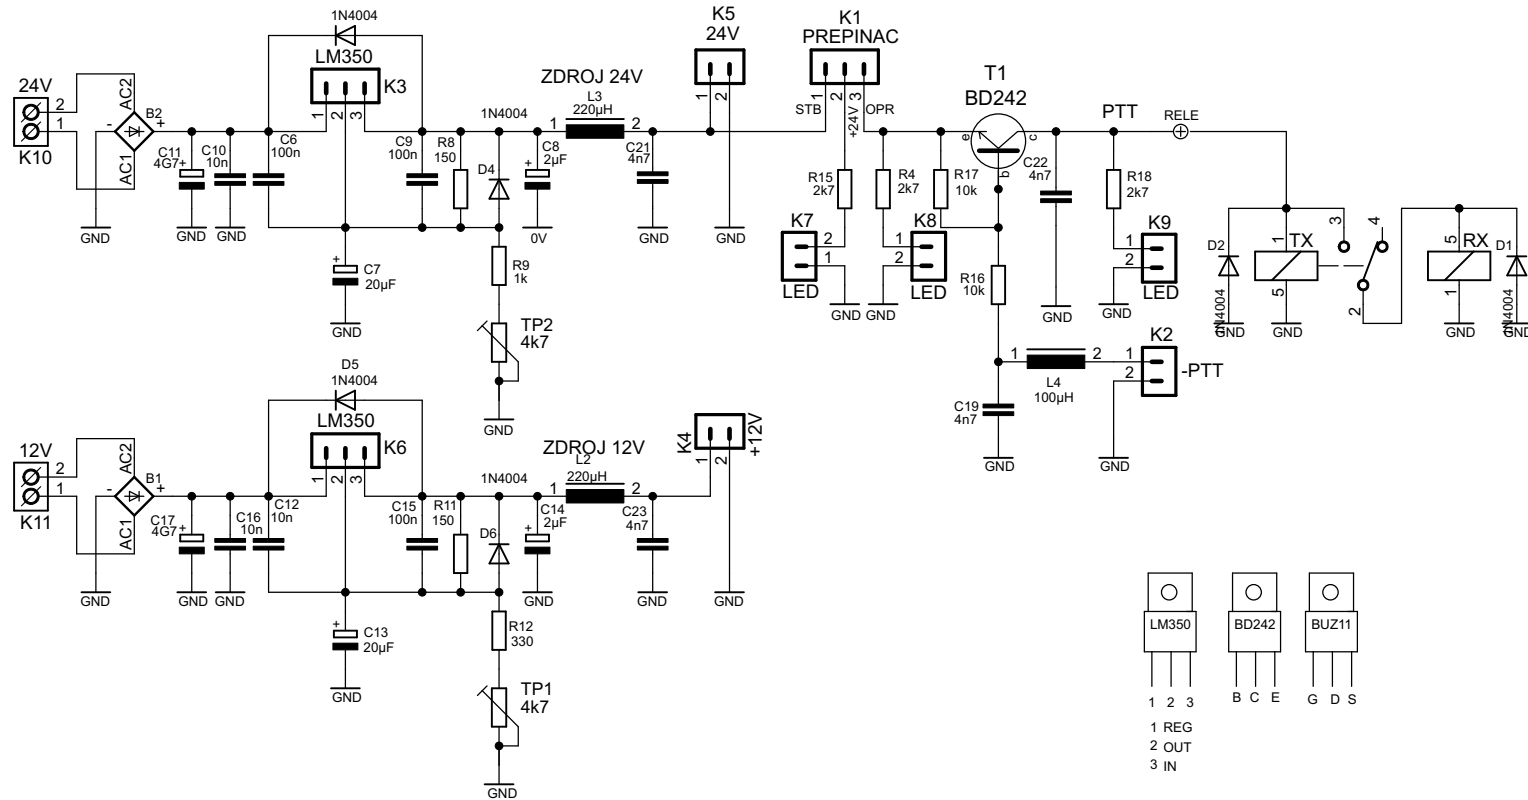 24V
2
1
K10
AC2
AC1
-
B2
+
C11
4G7
+
C10
10n
C6
100n
1N4004
LM350
K3
1
2
3
C9
100n
R8
150
1N4004
D4
ZDROJ 24V
L3
220µH
1
2
C8
2µF
+
C21
4n7
K5
24V
1
2
K1
PREPINAC
STB
1
2
3
+24V
OPR
T1
BD242
e
c
b
PTT
RELE
GND
GND
GND
+
C7
20µF
GND
R9
1k
TP2
4k7
GND
0V
GND
GND
R15
2k7
R4
2k7
R17
10k
C22
4n7
R18
2k7
K7
2
1
LED
K8
1
2
LED
K9
1
2
LED
GND
GND
R16
10k
GND
GND
D2
1N4004
GND
1
TX
5
GND
3
4
2
5
RX
1
GND
D1
1N4004
GND
1
2
L4
100µH
K2
1
2
-PTT
C19
4n7
GND
GND
12V
2
1
K11
AC2
AC1
-
B1
+
C17
4G7
+
C16
10n
C12
10n
D5
1N4004
LM350
K6
1
2
3
C15
100n
R11
150
1N4004
D6
ZDROJ 12V
L2
220µH
1
2
C14
2µF
+
C23
4n7
K4
+12V
1
2
GND
GND
GND
GND
GND
GND
+
C13
20µF
GND
R12
330
TP1
4k7
GND
LM350
BD242
BUZ11
1 2 3
B C E
G D S
1 REG
2 OUT
3 IN